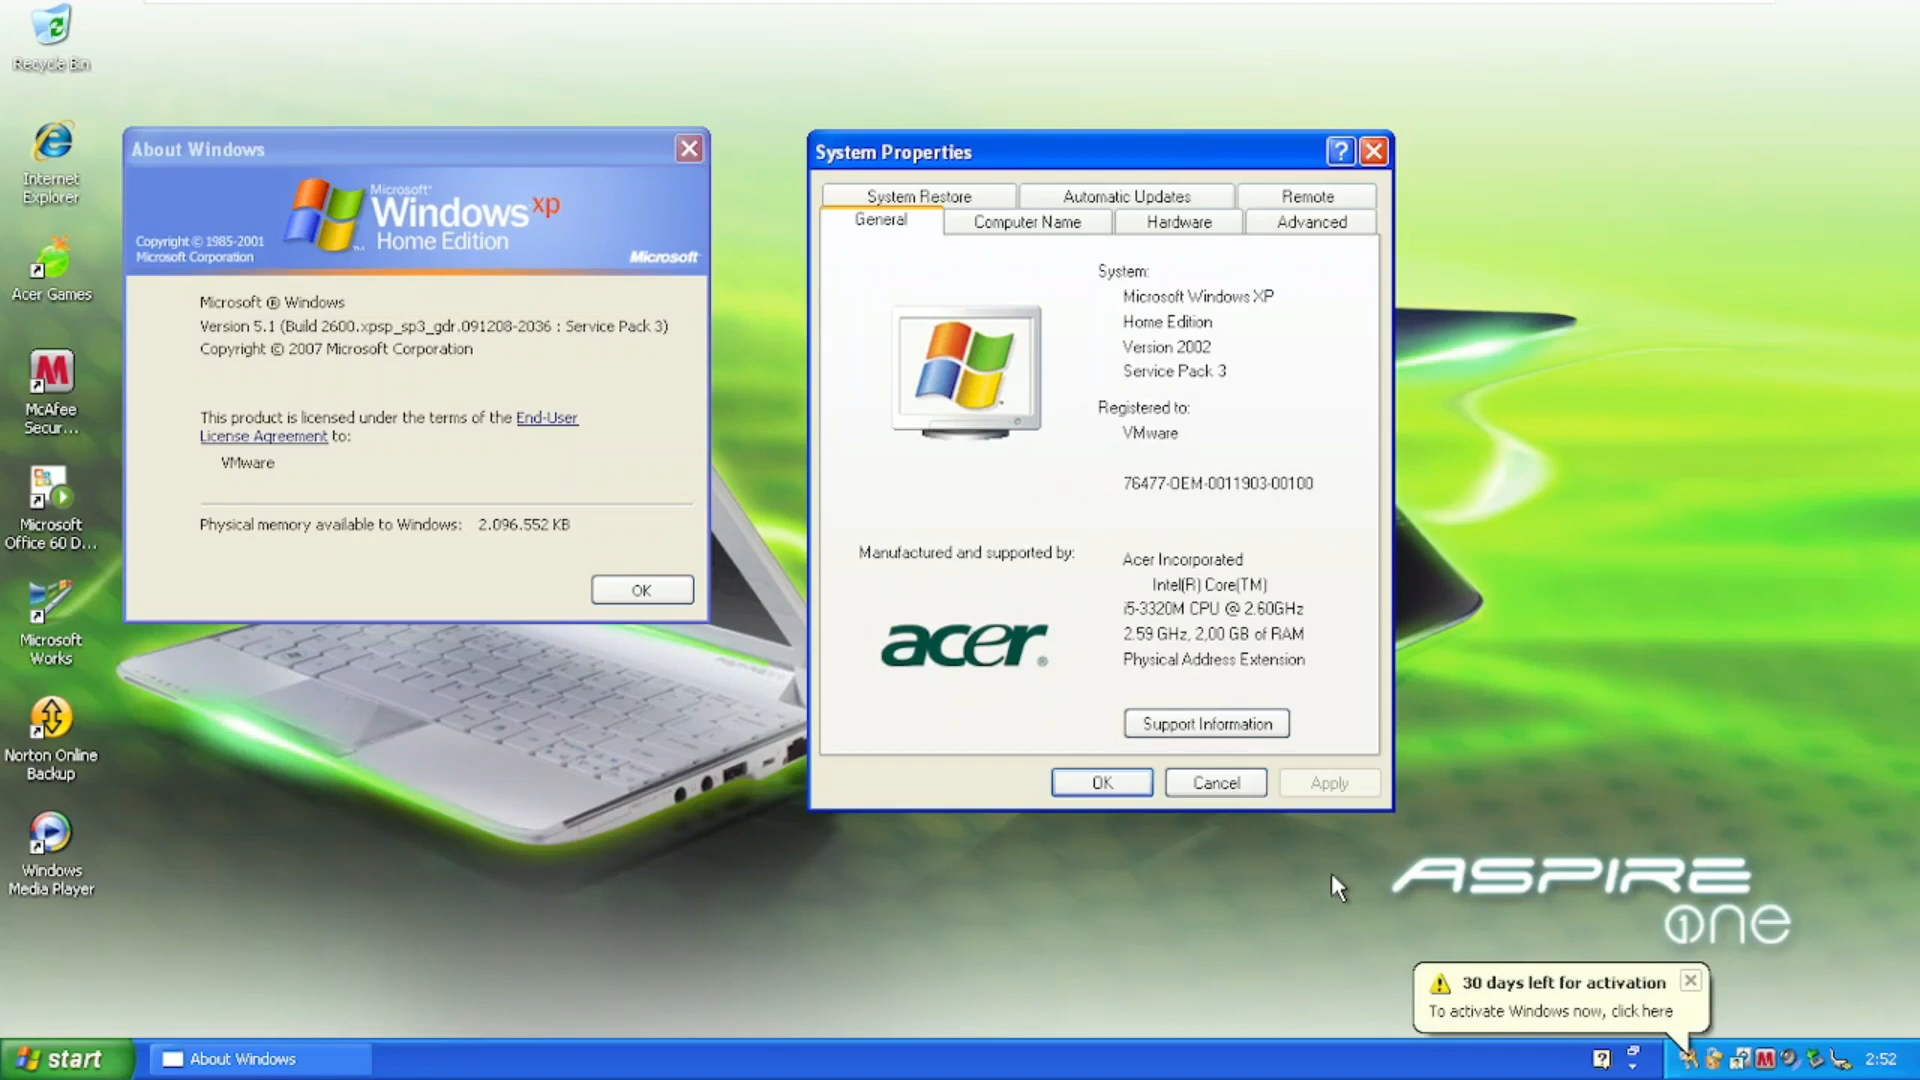 Recycle Bin
Internet
Explorer
Acer Games
McAfee
Secur...
Microsoft
Office 60 D...
Microsoft
Works
Norton Online
Backup
Windows
Media Player
About Windows
Microsoft®
Windows xp
Home Edition
TM
Copyright © 1985-2001
Microsoft Corporation
Microsoft
Microsoft ® Windows
Version 5.1 (Build 2600.xpsp_sp3_gdr.091208-2036 : Service Pack 3)
Copyright © 2007 Microsoft Corporation
This product is licensed under the terms of the End-User
License Agreement to:
VMware
Physical memory available to Windows: 2.096.552 KB
OK
System Properties
System Restore
Automatic Updates
Remote
General
Computer Name
Hardware
Advanced
System:
Microsoft Windows XP
Home Edition
Version 2002
Service Pack 3
Registered to:
VMware
76477-OEM-0011903-00100
Manufactured and supported by:
acer®
Acer Incorporated
Intel(R) Core(TM)
i5-3320M CPU @ 2.60GHz
2.59 GHz, 2,00 GB of RAM
Physical Address Extension
Support Information
OK
Cancel
Apply
ASPIRE
one
30 days left for activation
To activate Windows now, click here
start
About Windows
2:52